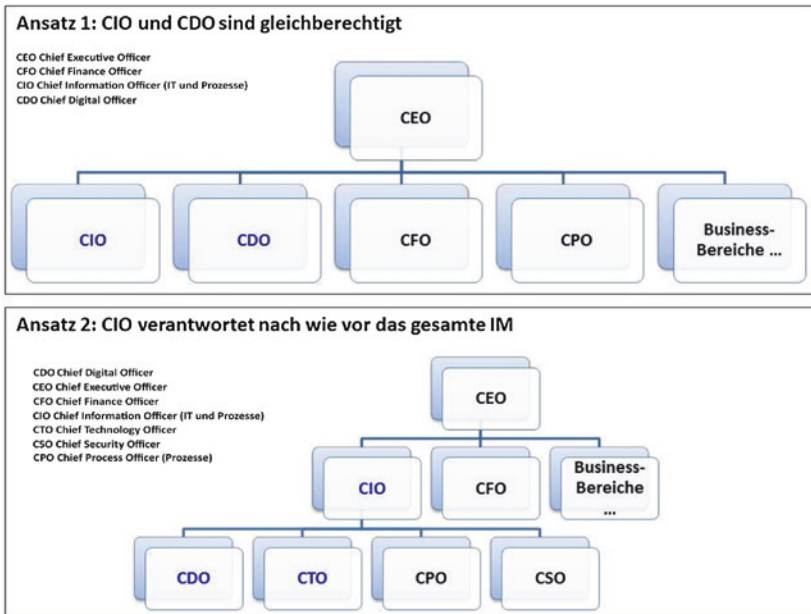 Ansatz 1: CIO und CDO sind gleichberechtigt
CEO Chief Executive Officer
CFO Chief Finance Officer
CIO Chief Information Officer (IT und Prozesse)
CDO Chief Digital Officer
CEO
CIO
CDO
CFO
CPO
Business-
Bereiche ...
Ansatz 2: CIO verantwortet nach wie vor das gesamte IM
CDO Chief Digital Officer
CEO Chief Executive Officer
CFO Chief Finance Officer
CIO Chief Information Officer (IT und Prozesse)
CTO Chief Technology Officer
CSO Chief Security Officer
CPO Chief Process Officer (Prozesse)
CEO
CIO
CFO
Business-
Bereiche
...
CDO
CTO
CPO
CSO